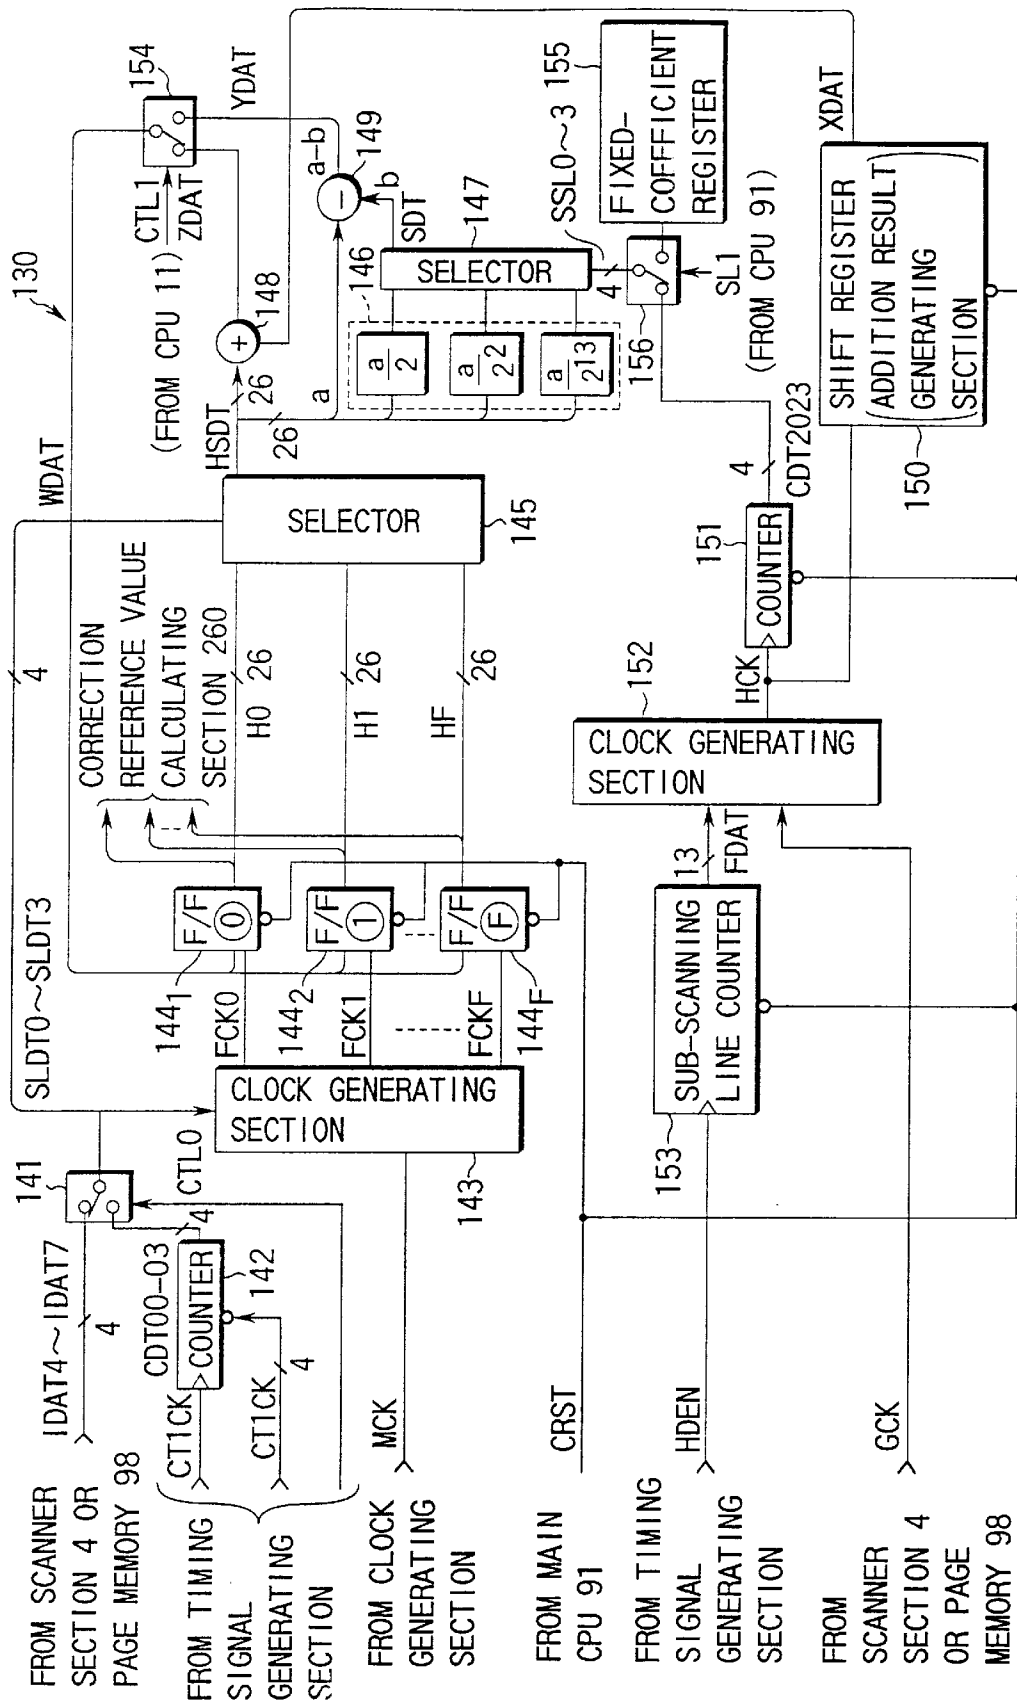 FROM SCANNER
SECTION 4 OR
PAGE MEMORY 98
IDAT4~IDAT7
4
141
SLDT0~SLDT3
4
WDAT
130
CTL1
154
CDT00-03
4
CTL0
CORRECTION
REFERENCE VALUE
CALCULATING
SECTION 260
(FROM CPU 11)
ZDAT
YDAT
FROM TIMING
SIGNAL
GENERATING
SECTION
CT1CK
COUNTER
142
CT1CK
4
144₁
F/F
0
H0
26
HSDT
26
148
+
FCK0
CLOCK GENERATING
SECTION
143
SELECTOR
145
26
a
a-b
−
149
b
SDT
144₂
F/F
1
FCK1
H1
26
146
a/2
a/2²
a/2¹³
SELECTOR
147
FROM CLOCK
GENERATING
SECTION
MCK
FCKF
F/F
F
144F
HF
26
SSL0~3
4
156
155
FIXED-
COFFFICIENT
REGISTER
SL1
(FROM CPU 91)
FROM MAIN
CPU 91
CRST
CLOCK GENERATING
SECTION
152
HCK
COUNTER
151
4
CDT2023
FROM TIMING
SIGNAL
GENERATING
SECTION
HDEN
153
SUB-SCANNING
LINE COUNTER
13
FDAT
XDAT
FROM
SCANNER
SECTION 4
OR PAGE
MEMORY 98
GCK
150
SHIFT REGISTER
(ADDITION RESULT
GENERATING
SECTION)